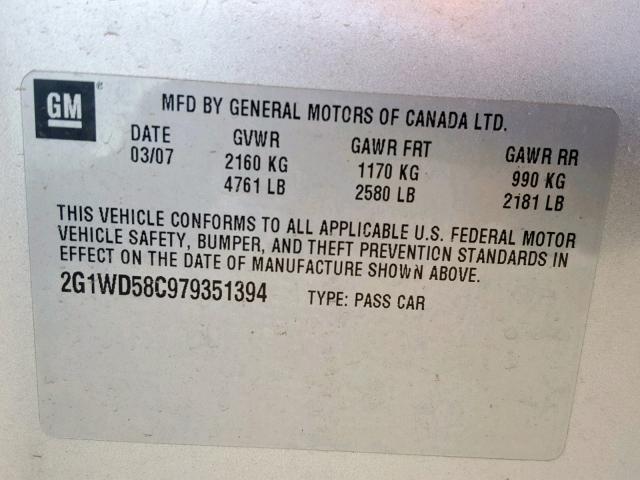 GM®
MFD BY GENERAL MOTORS OF CANADA LTD.
DATE GVWR GAWR FRT GAWR RR
03/07 2160 KG 1170 KG 990 KG
4761 LB 2580 LB 2181 LB
THIS VEHICLE CONFORMS TO ALL APPLICABLE U.S. FEDERAL MOTOR
VEHICLE SAFETY, BUMPER, AND THEFT PREVENTION STANDARDS IN
EFFECT ON THE DATE OF MANUFACTURE SHOWN ABOVE.
2G1WD58C979351394 TYPE: PASS CAR